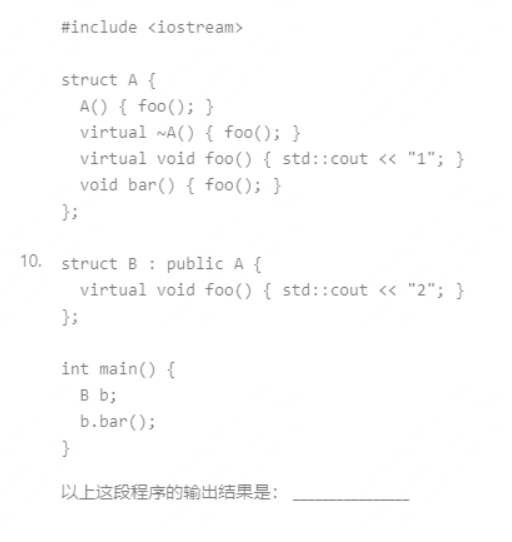 #include <iostream>
struct A {
  A() { foo(); }
  virtual ~A() { foo(); }
  virtual void foo() { std::cout << "1"; }
  void bar() { foo(); }
};
10. struct B : public A {
  virtual void foo() { std::cout << "2"; }
};
int main() {
  B b;
  b.bar();
}
以上这段程序的输出结果是： _______________